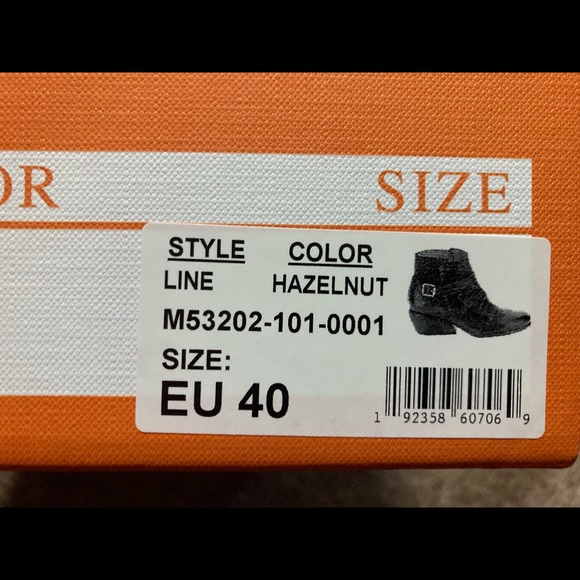 OR SIZE
STYLE COLOR
LINE HAZELNUT
M53202-101-0001
SIZE:
EU 40
1 92358 60706 9